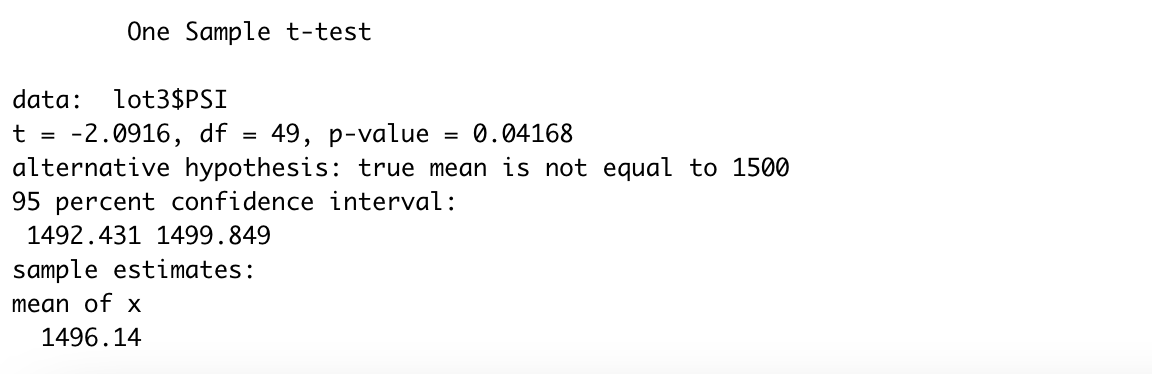 One Sample t-test
data: lot3$PSI
t = -2.0916, df = 49, p-value = 0.04168
alternative hypothesis: true mean is not equal to 1500
95 percent confidence interval:
1492.431 1499.849
sample estimates:
mean of x
1496.14